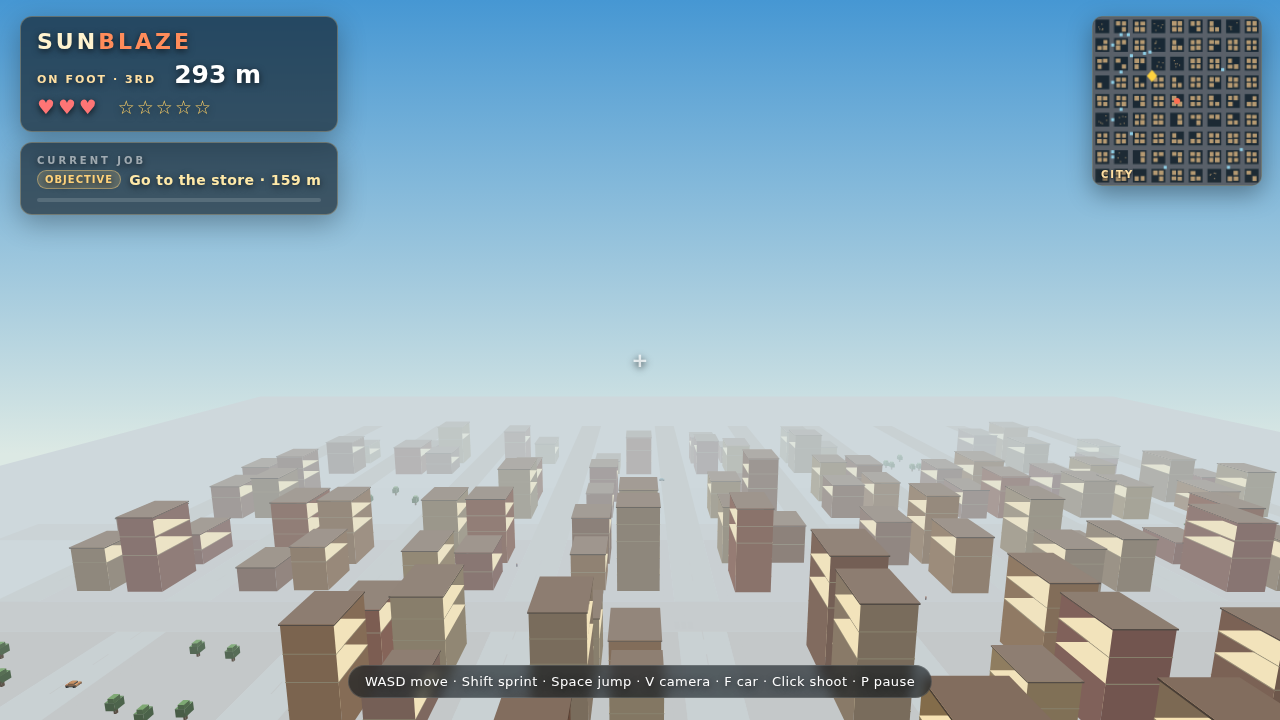 SUNBLAZE
ON FOOT · 3RD 293 m
CURRENT JOB
OBJECTIVE Go to the store · 159 m
CITY
WASD move · Shift sprint · Space jump · V camera · F car · Click shoot · P pause